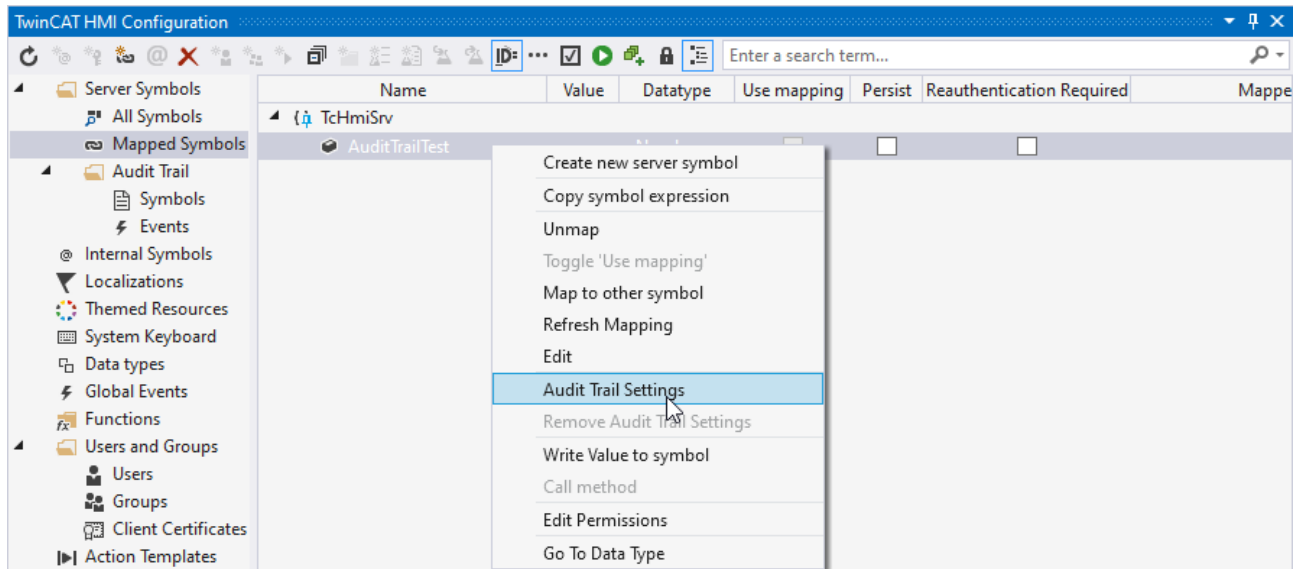 TwinCAT HMI Configuration
ID:
Enter a search term...
Server Symbols
All Symbols
Mapped Symbols
Audit Trail
Symbols
Events
Internal Symbols
Localizations
Themed Resources
System Keyboard
Data types
Global Events
Functions
Users and Groups
Users
Groups
Client Certificates
Action Templates
Name Value Datatype Use mapping Persist Reauthentication Required Mappe
TcHmiSrv
AuditTrailTest
Create new server symbol
Copy symbol expression
Unmap
Toggle 'Use mapping'
Map to other symbol
Refresh Mapping
Edit
Audit Trail Settings
Remove Audit Trail Settings
Write Value to symbol
Call method
Edit Permissions
Go To Data Type